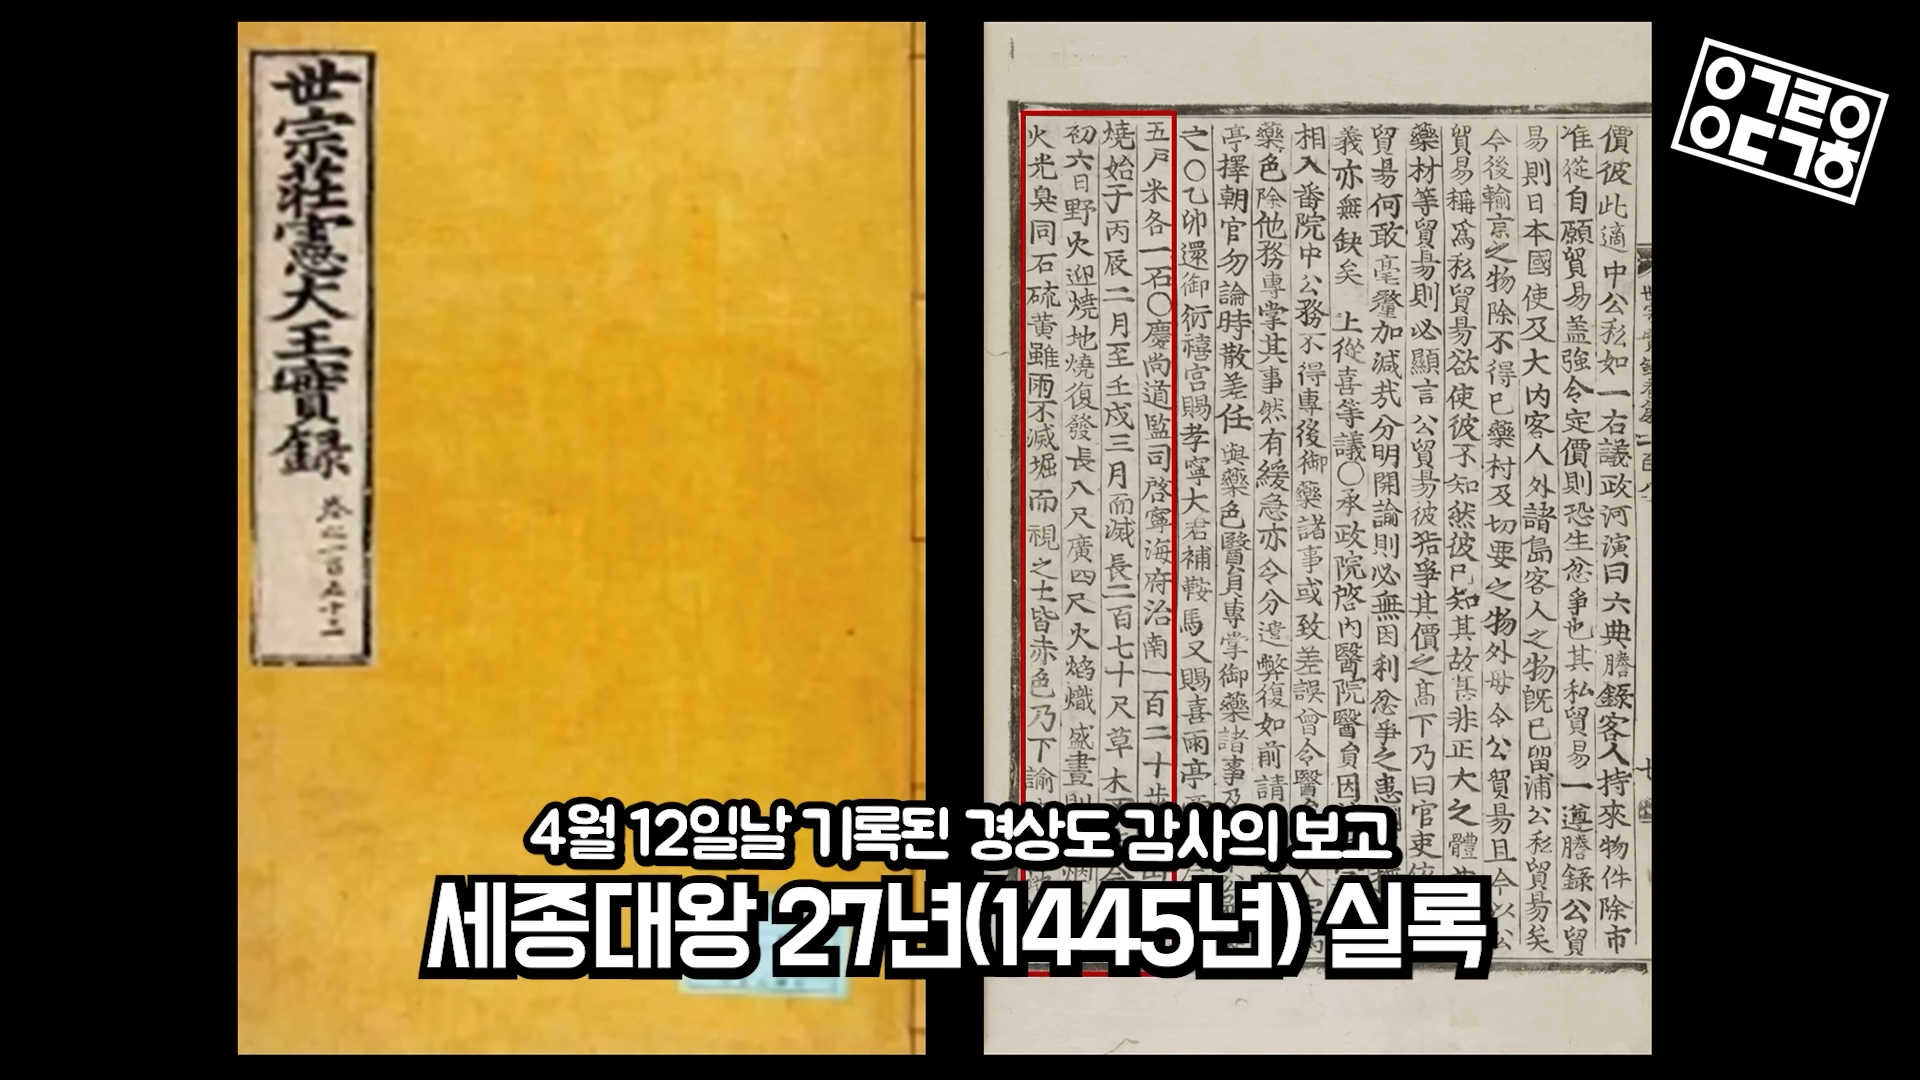 世宗莊憲大王實錄
卷之一百五十二
價彼此適中公私如一右議政河演曰六典謄錄客人持來物件除市
准從自願貿易盖強令定價則恐生忿爭也其私貿易一遵謄錄公貿
易則日本國使及大內客人外諸島客人之物旣已留浦公私貿易矣
今後輸京之物除不得已藥材及切要之物外毋令公貿易且令以公
貿易稱爲私貿易欲使彼不知然彼已知其故甚非正大之體
藥材等貿易則必顯言公貿易彼若爭其價之高下乃曰官吏
貿易何敢毫釐加減哉分明開諭則必無因利忿爭之患
義亦無缺矣 上從喜等議〇承政院啓內醫院醫員因
相入番院中公務不得專後御藥諸事或致差誤會令醫
藥色除他務專掌其事然有緩急亦令分遣弊復如前請
亭擇朝官勿論時散差任 與藥色醫員專掌御藥諸事及
之〇乙卯還御衍禧宮賜孝寧大君補鞍馬又賜喜雨亭
五戶米各一石〇慶尙道監司啓寧海府治南一百二十步
燒始于丙辰二月至壬戌三月而滅長二百七十尺草木
初六日野火迎燒地燒復發長八尺廣四尺火焰熾盛晝則
火光臭同石硫黃雖雨不滅堀而視之土皆赤色乃下諭
4월 12일날 기록된 경상도 감사의 보고
세종대왕 27년(1445년) 실록